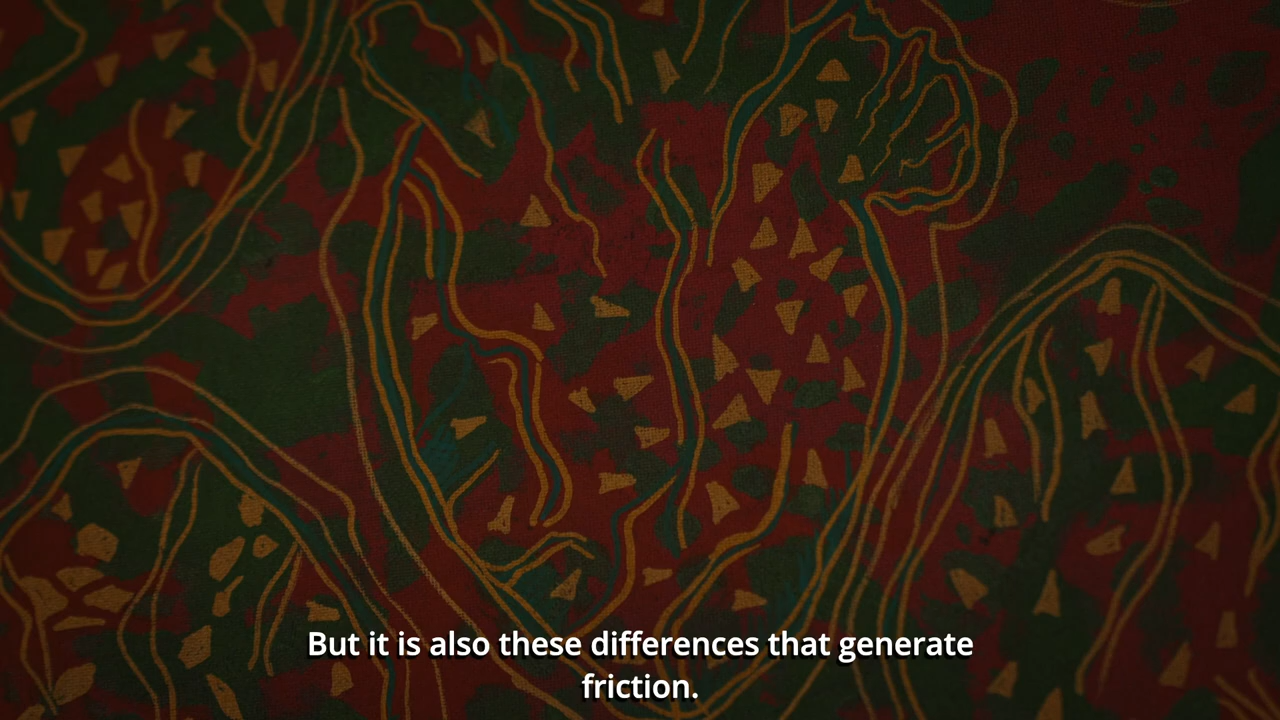 But it is also these differences that generate
friction.